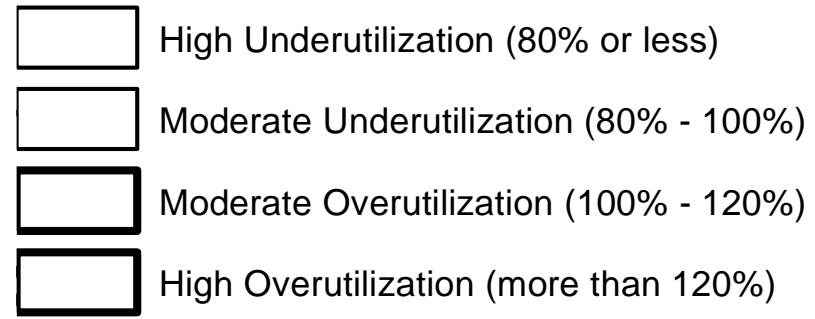 High Underutilization (80% or less)
Moderate Underutilization (80% - 100%)
Moderate Overutilization (100% - 120%)
High Overutilization (more than 120%)